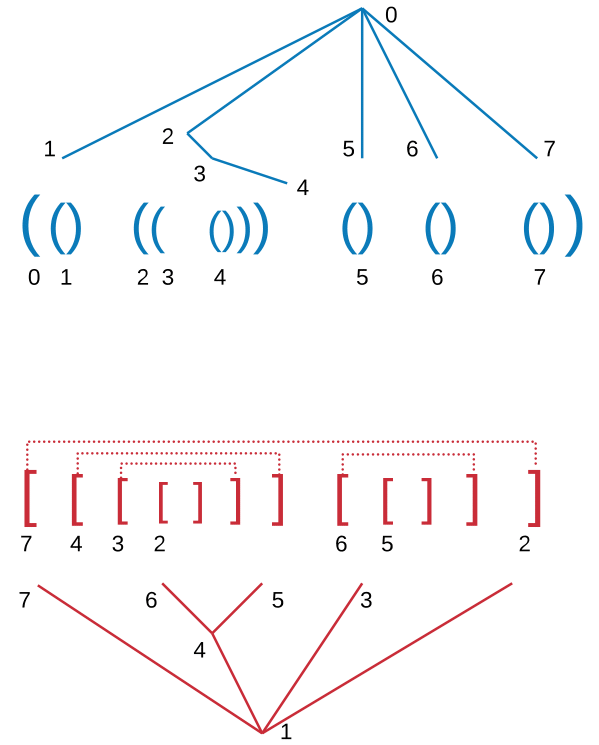 0
1 2 5 6 7
3 4
( () (( ())) () () () )
0 1 2 3 4 5 6 7
[ [ [ [ ] ] ] [ [ ] ] ]
7 4 3 2 6 5 2
7 6 5 3
4
1